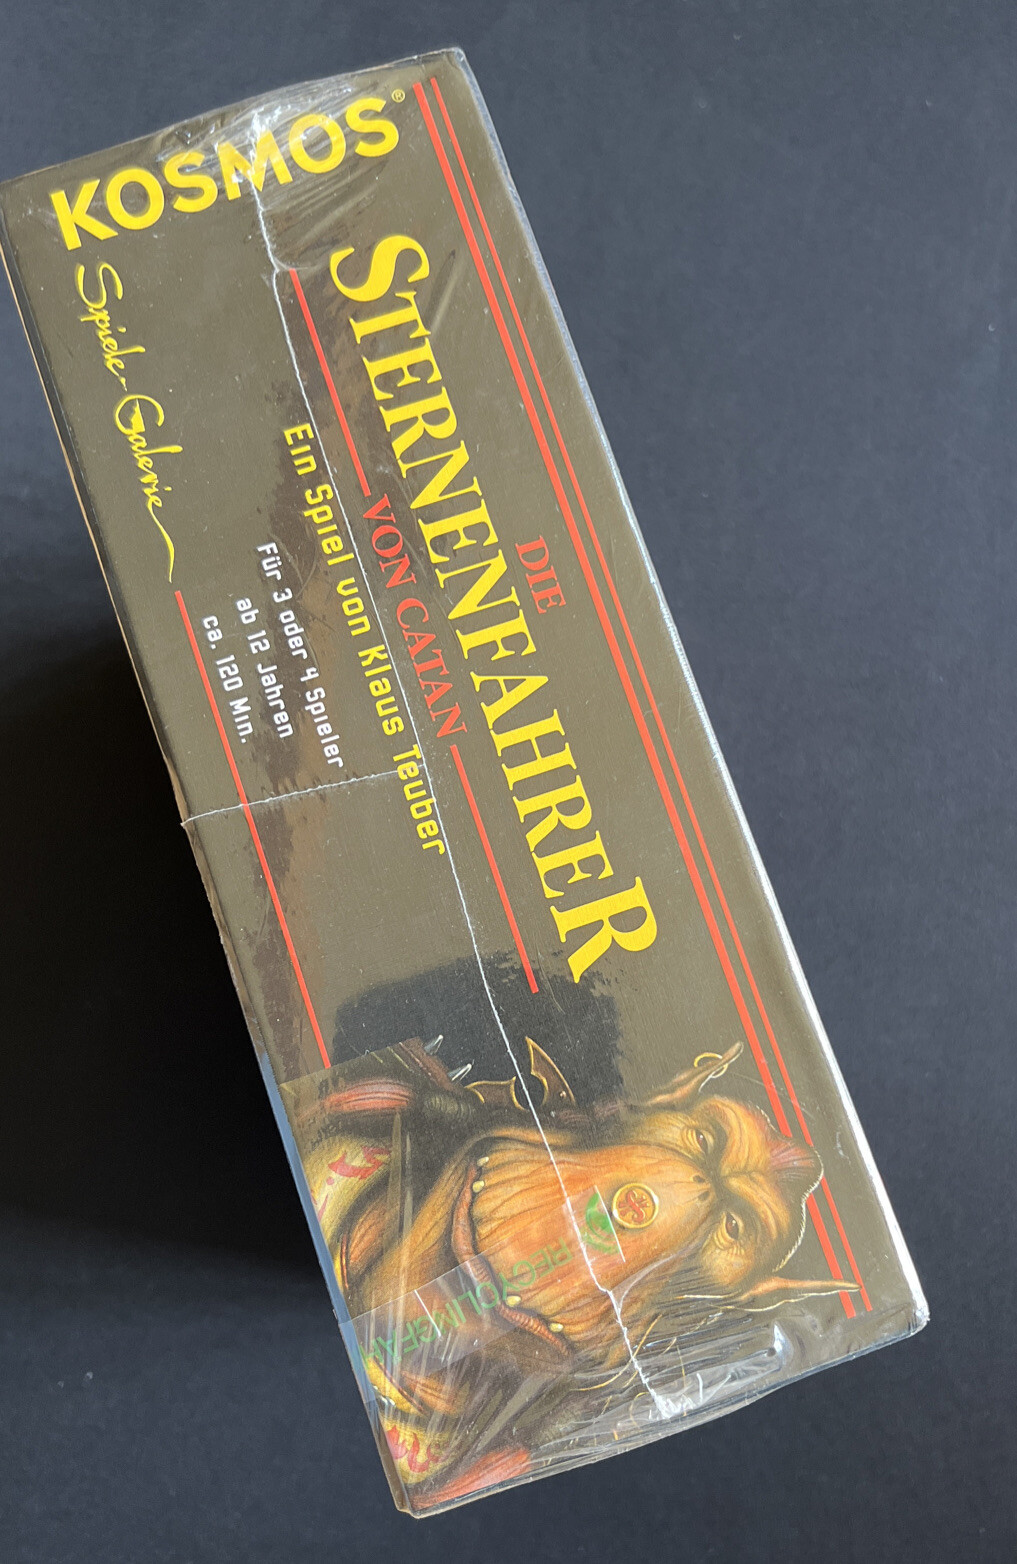 KOSMOS®
Spiele-Galerie
DIE
STERNENFAHRER
VON CATAN
Ein Spiel von Klaus Teuber
Für 3 oder 4 Spieler
ab 12 Jahren
ca. 120 Min.